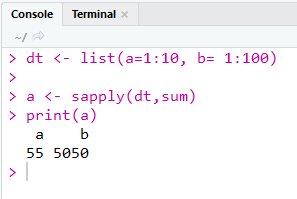 Console Terminal ×
~/
> dt <- list(a=1:10, b= 1:100)
>
> a <- sapply(dt,sum)
> print(a)
   a    b
  55 5050
>